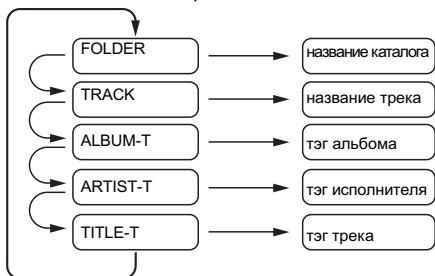 FOLDER название каталога
TRACK название трека
ALBUM-T тэг альбома
ARTIST-T тэг исполнителя
TITLE-T тэг трека